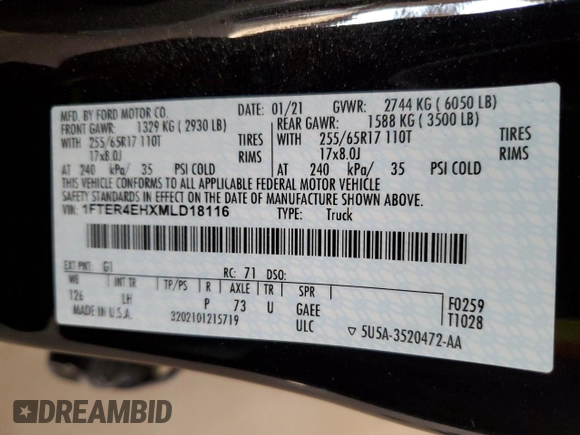 MFD. BY FORD MOTOR CO. DATE: 01/21 GVWR: 2744 KG ( 6050 LB)
FRONT GAWR: 1329 KG ( 2930 LB) REAR GAWR: 1588 KG ( 3500 LB)
WITH 255/65R17 110T TIRES WITH 255/65R17 110T TIRES
17x8.0J RIMS 17x8.0J RIMS
AT 240 kPa/ 35 PSI COLD AT 240 kPa/ 35 PSI COLD
THIS VEHICLE CONFORMS TO ALL APPLICABLE FEDERAL MOTOR VEHICLE
SAFETY STANDARDS IN EFFECT ON THE DATE OF MANUFACTURE SHOWN ABOVE.
VIN: 1FTER4EHXMLD18116 TYPE: Truck
EXT PNT: G1 RC: 71 DSO:
WB INT TR TP/PS R AXLE TR SPR
126 LH P 73 U GAEE F0259
MADE IN U.S.A. 3202101215719 ULC T1028
▽ 5U5A-3520472-AA
DREAMBID